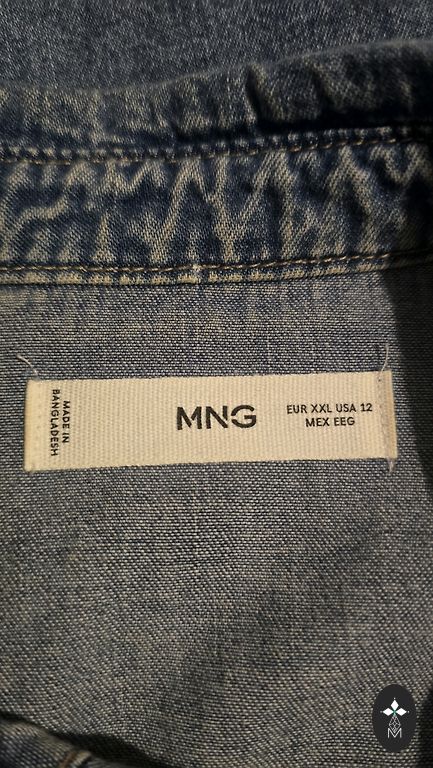 MADE IN
BANGLADESH
MNG
EUR XXL USA 12
MEX EEG